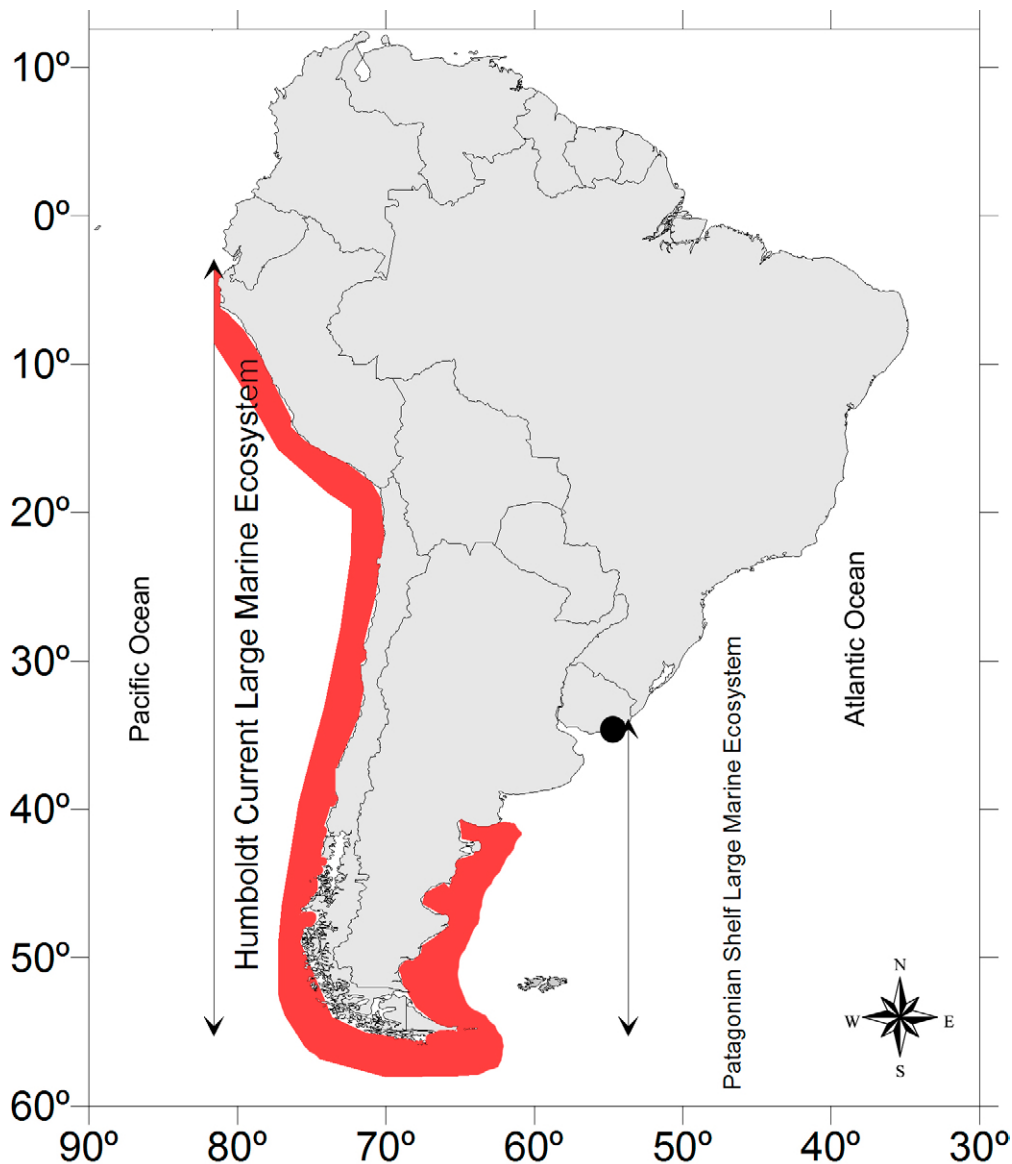 10º
0º
10º
20º
30º
40º
50º
60º
90º
80º
70º
60º
50º
40º
30º
Pacific Ocean
Humboldt Current Large Marine Ecosystem
Patagonian Shelf Large Marine Ecosystem
Atlantic Ocean
N
W
E
S